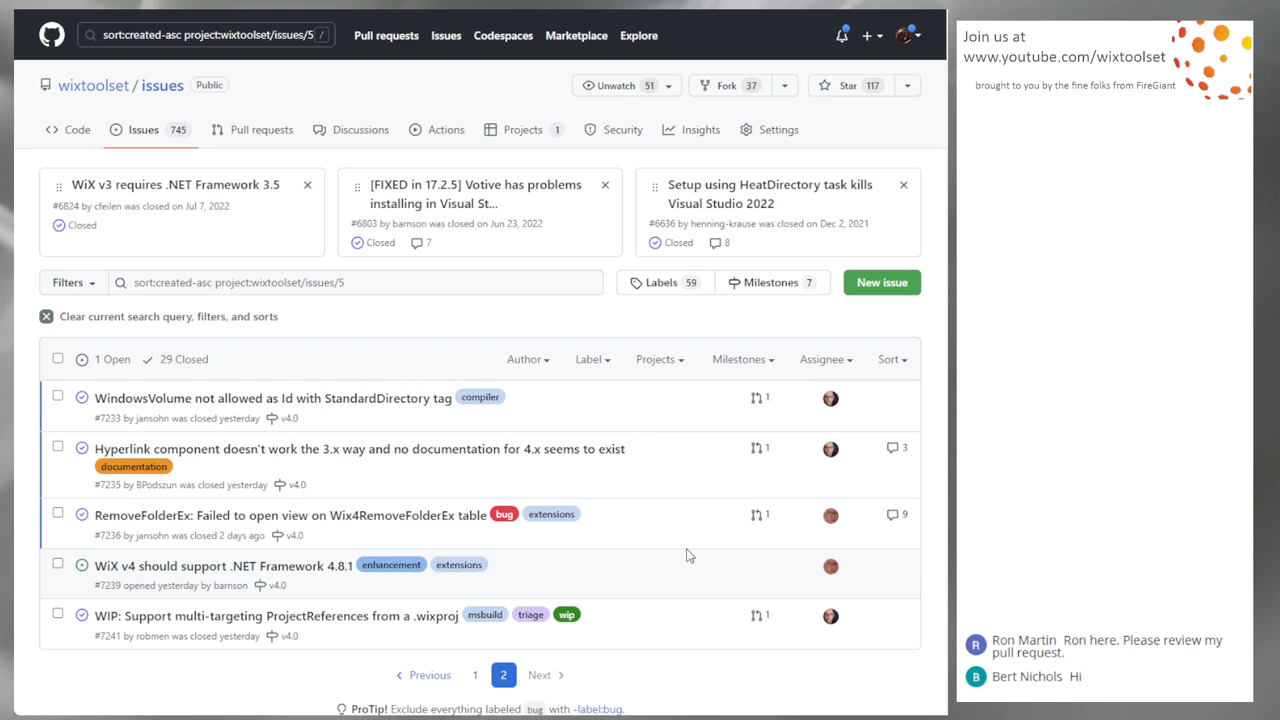 sort:created-asc project:wixtoolset/issues/5 /
Pull requests Issues Codespaces Marketplace Explore
wixtoolset / issues Public
Unwatch 51 Fork 37 Star 117
Code Issues 745 Pull requests Discussions Actions Projects 1 Security Insights Settings
WiX v3 requires .NET Framework 3.5
#6824 by cfeilen was closed on Jul 7, 2022
Closed
[FIXED in 17.2.5] Votive has problems
installing in Visual St...
#6803 by barnson was closed on Jun 23, 2022
Closed 7
Setup using HeatDirectory task kills
Visual Studio 2022
#6636 by henning-krause was closed on Dec 2, 2021
Closed 8
Filters sort:created-asc project:wixtoolset/issues/5 Labels 59 Milestones 7 New issue
Clear current search query, filters, and sorts
1 Open 29 Closed Author Label Projects Milestones Assignee Sort
WindowsVolume not allowed as Id with StandardDirectory tag compiler 1
#7233 by jansohn was closed yesterday v4.0
Hyperlink component doesn't work the 3.x way and no documentation for 4.x seems to exist 1 3
documentation
#7235 by BPodszun was closed yesterday v4.0
RemoveFolderEx: Failed to open view on Wix4RemoveFolderEx table bug extensions 1 9
#7236 by jansohn was closed 2 days ago v4.0
WiX v4 should support .NET Framework 4.8.1 enhancement extensions
#7239 opened yesterday by barnson v4.0
WIP: Support multi-targeting ProjectReferences from a .wixproj msbuild triage wip 1
#7241 by robmen was closed yesterday v4.0
Previous 1 2 Next
ProTip! Exclude everything labeled bug with -label:bug.
Join us at
www.youtube.com/wixtoolset
brought to you by the fine folks from FireGiant
R Ron Martin Ron here. Please review my
pull request.
B Bert Nichols Hi